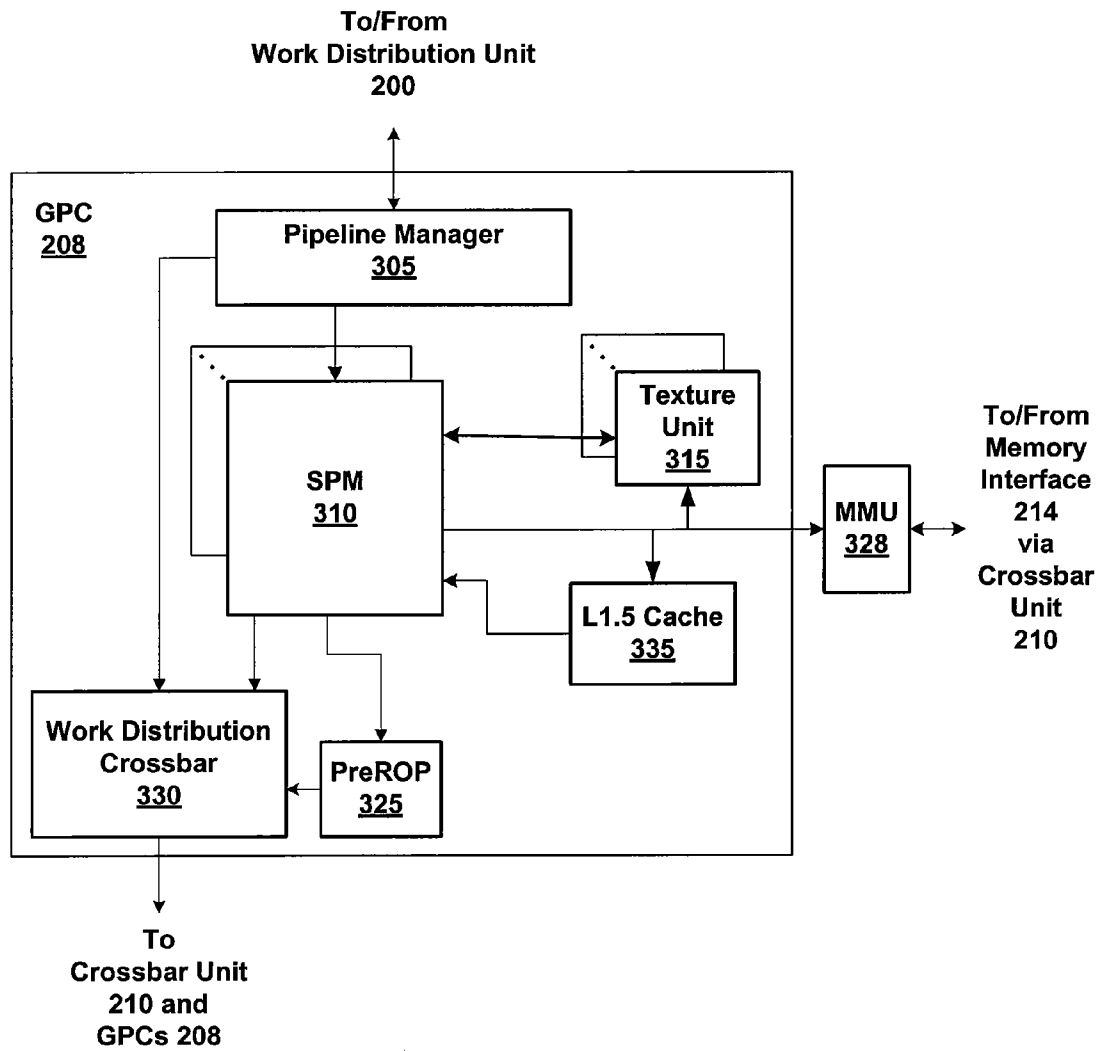 To/From
Work Distribution Unit
200
GPC
208
Pipeline Manager
305
Texture
Unit
315
SPM
310
To/From
Memory
Interface
214
via
Crossbar
Unit
210
MMU
328
L1.5 Cache
335
Work Distribution
Crossbar
330
PreROP
325
To
Crossbar Unit
210 and
GPCs 208